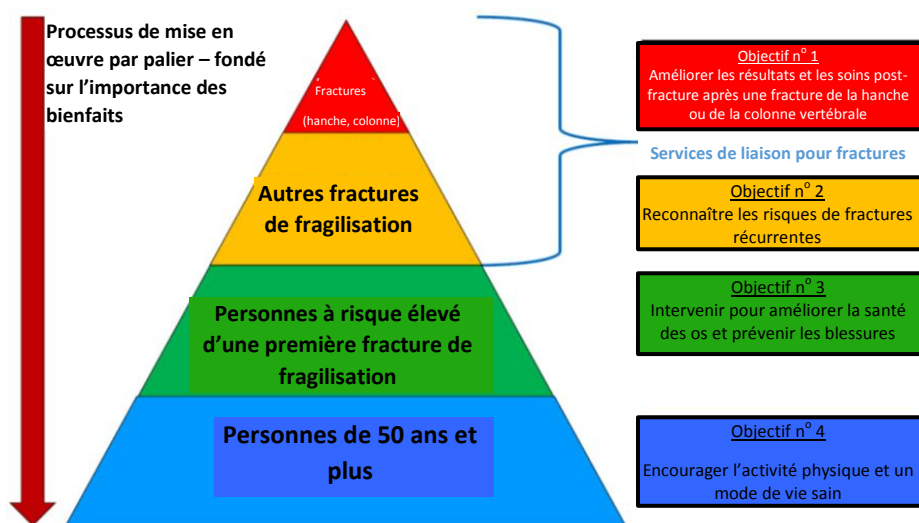 Processus de mise en
œuvre par palier – fondé
sur l'importance des
bienfaits
Fractures
(hanche, colonne)
Autres fractures
de fragilisation
Personnes à risque élevé
d'une première fracture de
fragilisation
Personnes de 50 ans et
plus
Objectif nº 1
Améliorer les résultats et les soins post-
fracture après une fracture de la hanche
ou de la colonne vertébrale
Services de liaison pour fractures
Objectif nº 2
Reconnaître les risques de fractures
récurrentes
Objectif nº 3
Intervenir pour améliorer la santé
des os et prévenir les blessures
Objectif nº 4
Encourager l'activité physique et un
mode de vie sain